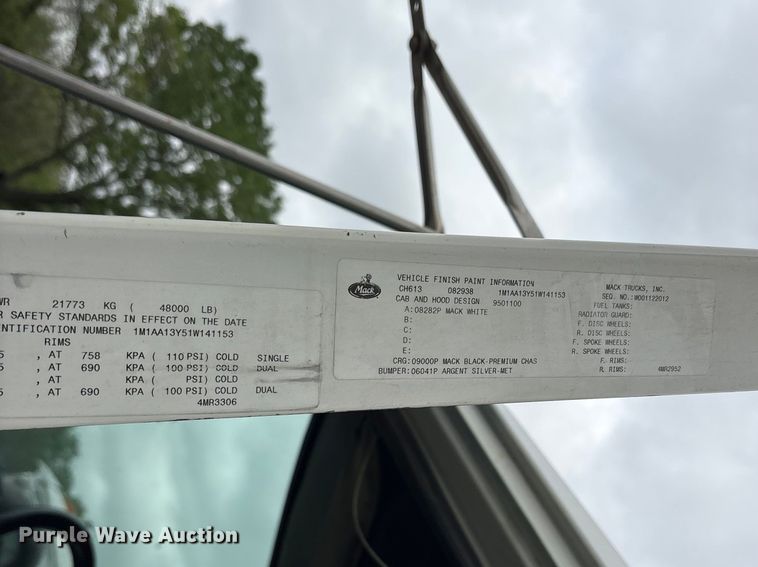 WR 21773 KG ( 48000 LB)
R SAFETY STANDARDS IN EFFECT ON THE DATE
ENTIFICATION NUMBER 1M1AA13Y51W141153
RIMS
5 , AT 758 KPA ( 110 PSI) COLD SINGLE
5 , AT 690 KPA ( 100 PSI) COLD DUAL
, AT KPA ( PSI) COLD
5 , AT 690 KPA ( 100 PSI) COLD DUAL
4MR3306
Mack
VEHICLE FINISH PAINT INFORMATION
CH613 082938 1M1AA13Y51W141153
CAB AND HOOD DESIGN 9501100
A: 08282P MACK WHITE
B:
C:
D:
E:
CRG: 09000P MACK BLACK-PREMIUM CHAS
BUMPER: 06041P ARGENT SILVER-MET
MACK TRUCKS, INC.
SEQ. NO.: W001122012
FUEL TANKS:
RADIATOR GUARD:
F. DISC WHEELS:
R. DISC WHEELS:
F. SPOKE WHEELS:
R. SPOKE WHEELS:
F. RIMS:
R. RIMS: 4MR2952
Purple Wave Auction